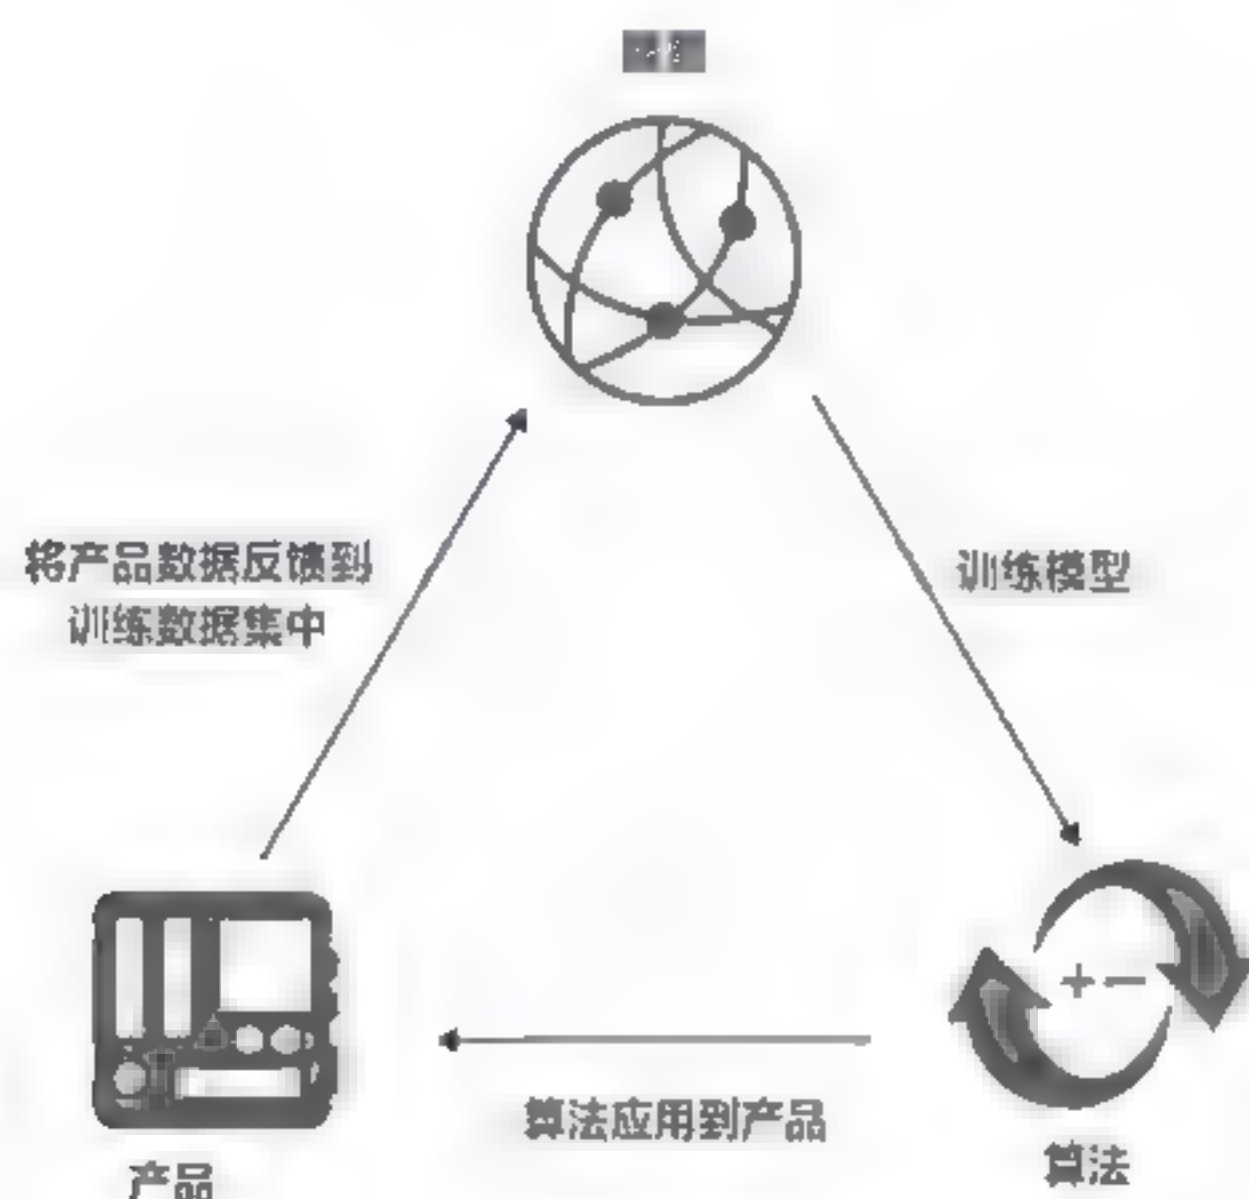 将产品数据反馈到
训练数据集中
训练模型
算法应用到产品
产品
算法